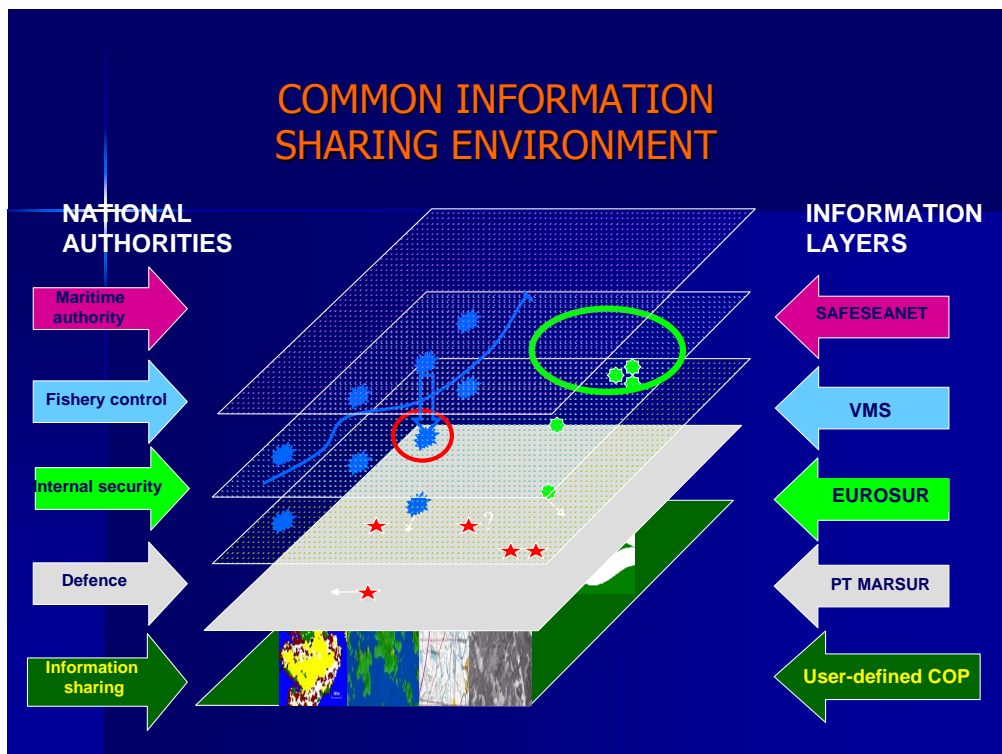 COMMON INFORMATION
SHARING ENVIRONMENT
NATIONAL
AUTHORITIES
INFORMATION
LAYERS
Maritime
authority
SAFESEANET
Fishery control
VMS
Internal security
EUROSUR
?
Defence
PT MARSUR
Information
sharing
User-defined COP